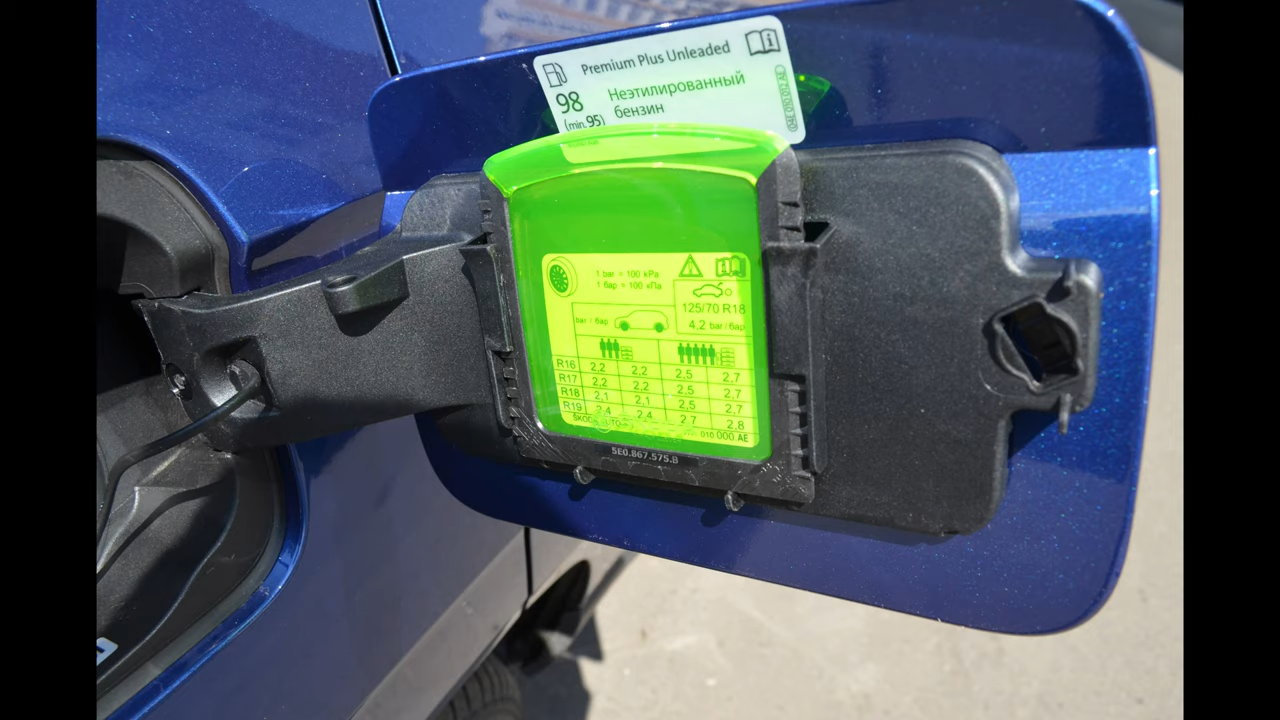 Premium Plus Unleaded
98
Неэтилированный
бензин
(min. 95)
1 bar = 100 kPa
1 бар = 100 кПа
125/70 R18
4,2 bar/бар
bar / бар
R16 2,2 2,2 2,5 2,7
R17 2,2 2,2 2,5 2,7
R18 2,1 2,1 2,5 2,7
R19 2,4 2,4 2,7 2,8
ŠKODA AUTO
010.000.AE
5E0.867.575.B